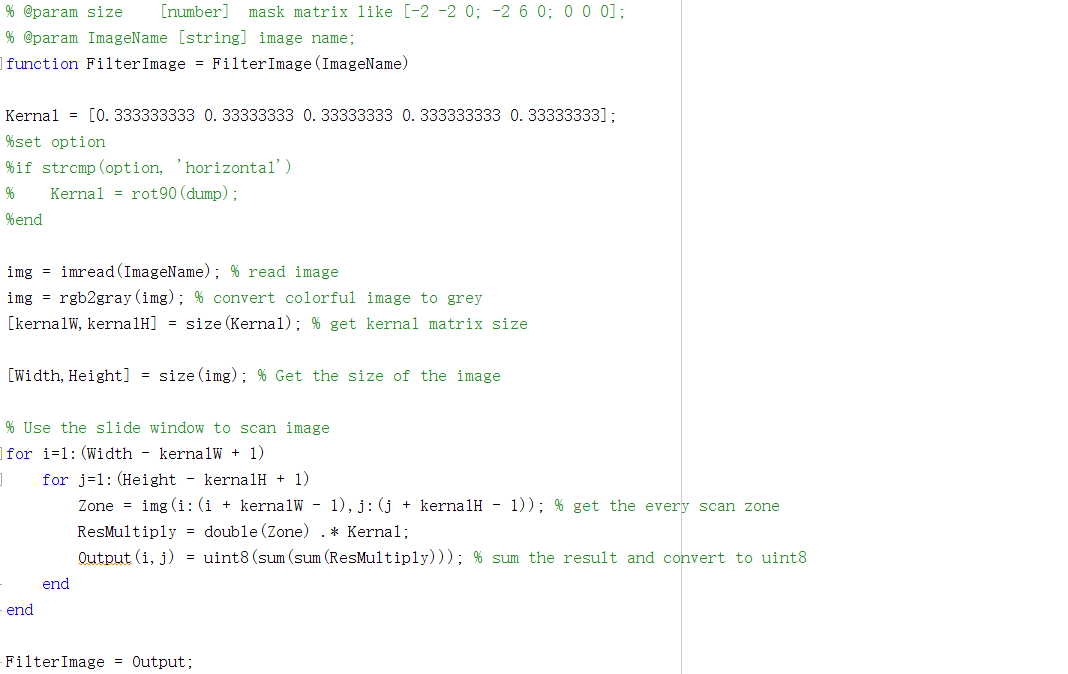 % @param size    [number]  mask matrix like [-2 -2 0; -2 6 0; 0 0 0];
% @param ImageName [string] image name;
function FilterImage = FilterImage(ImageName)
Kernal = [0.333333333 0.33333333 0.33333333 0.333333333 0.33333333];
%set option
%if strcmp(option, 'horizontal')
%    Kernal = rot90(dump);
%end
img = imread(ImageName); % read image
img = rgb2gray(img); % convert colorful image to grey
[kernalW,kernalH] = size(Kernal); % get kernal matrix size
[Width,Height] = size(img); % Get the size of the image
% Use the slide window to scan image
for i=1:(Width - kernalW + 1)
    for j=1:(Height - kernalH + 1)
        Zone = img(i:(i + kernalW - 1),j:(j + kernalH - 1)); % get the every scan zone
        ResMultiply = double(Zone) .* Kernal;
        Output(i,j) = uint8(sum(sum(ResMultiply))); % sum the result and convert to uint8
    end
end
FilterImage = Output;